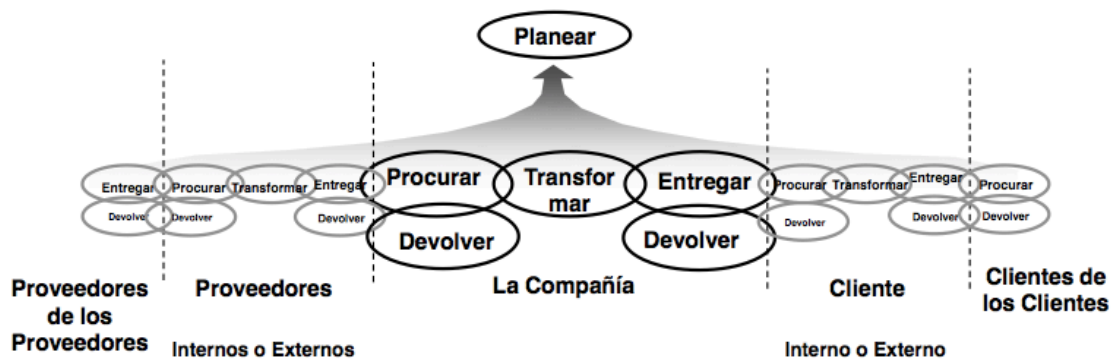 Planear
Entregar Procurar Transformar Entregar Procurar Transfor Entregar Procurar Transformar Entregar Procurar
mar
Devolver Devolver Devolver Devolver Devolver Devolver Devolver Devolver
Proveedores
de los
Proveedores
Proveedores
La Compañía
Cliente
Clientes de
los Clientes
Internos o Externos
Interno o Externo